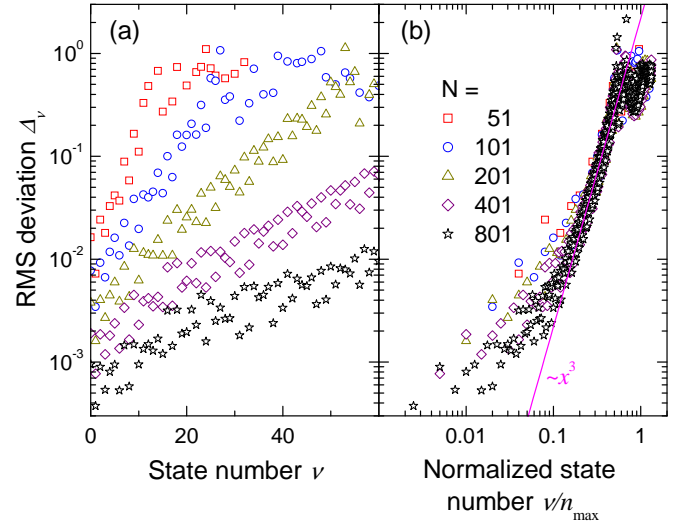 (a)
(b)
RMS deviation Δν
10⁰
10⁻¹
10⁻²
10⁻³
0
20
40
State number ν
N =
51
101
201
401
801
~x³
0.01
0.1
1
Normalized state
number ν/nmax